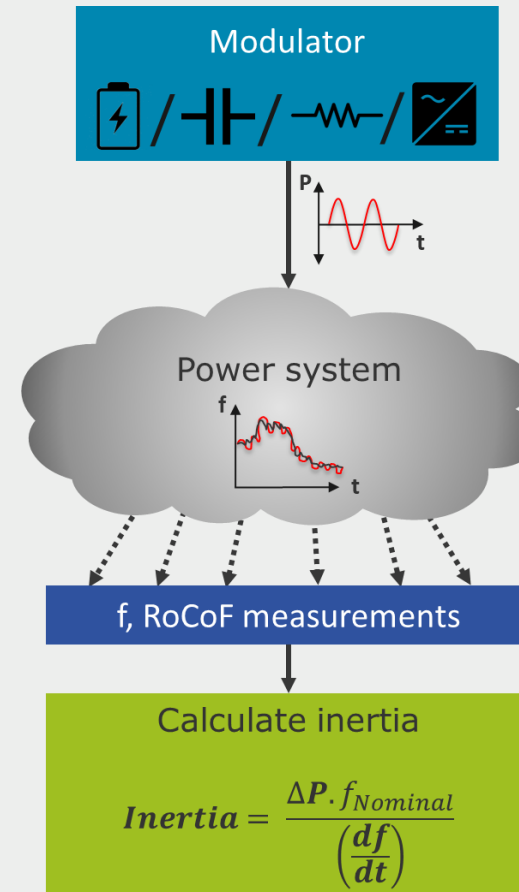 Modulator
/ / /
P
t
Power system
f
t
f, RoCoF measurements
Calculate inertia
Inertia = ΔP. f_Nominal / (df/dt)